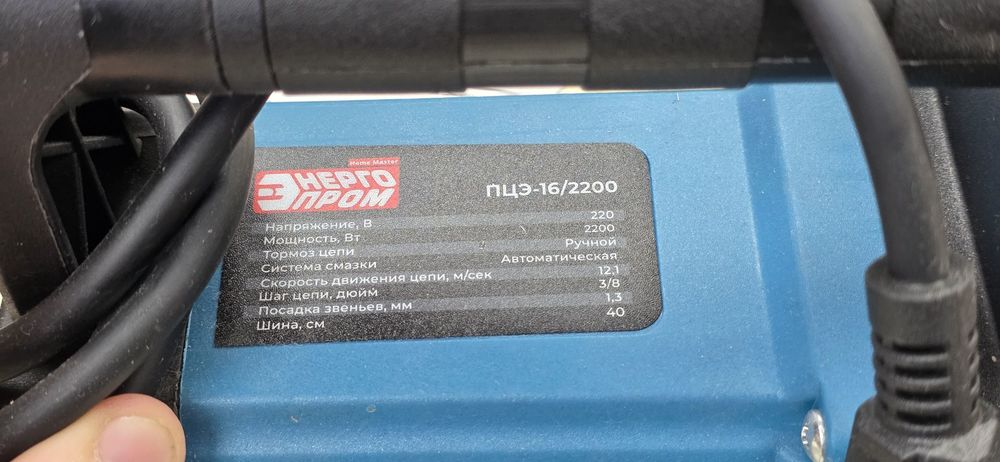 Home Master
ЭНЕРГО
ПРОМ
ПЦЭ-16/2200
Напряжение, В 220
Мощность, Вт 2200
Тормоз цепи Ручной
Система смазки Автоматическая
Скорость движения цепи, м/сек 12,1
Шаг цепи, дюйм 3/8
Посадка звеньев, мм 1,3
Шина, см 40